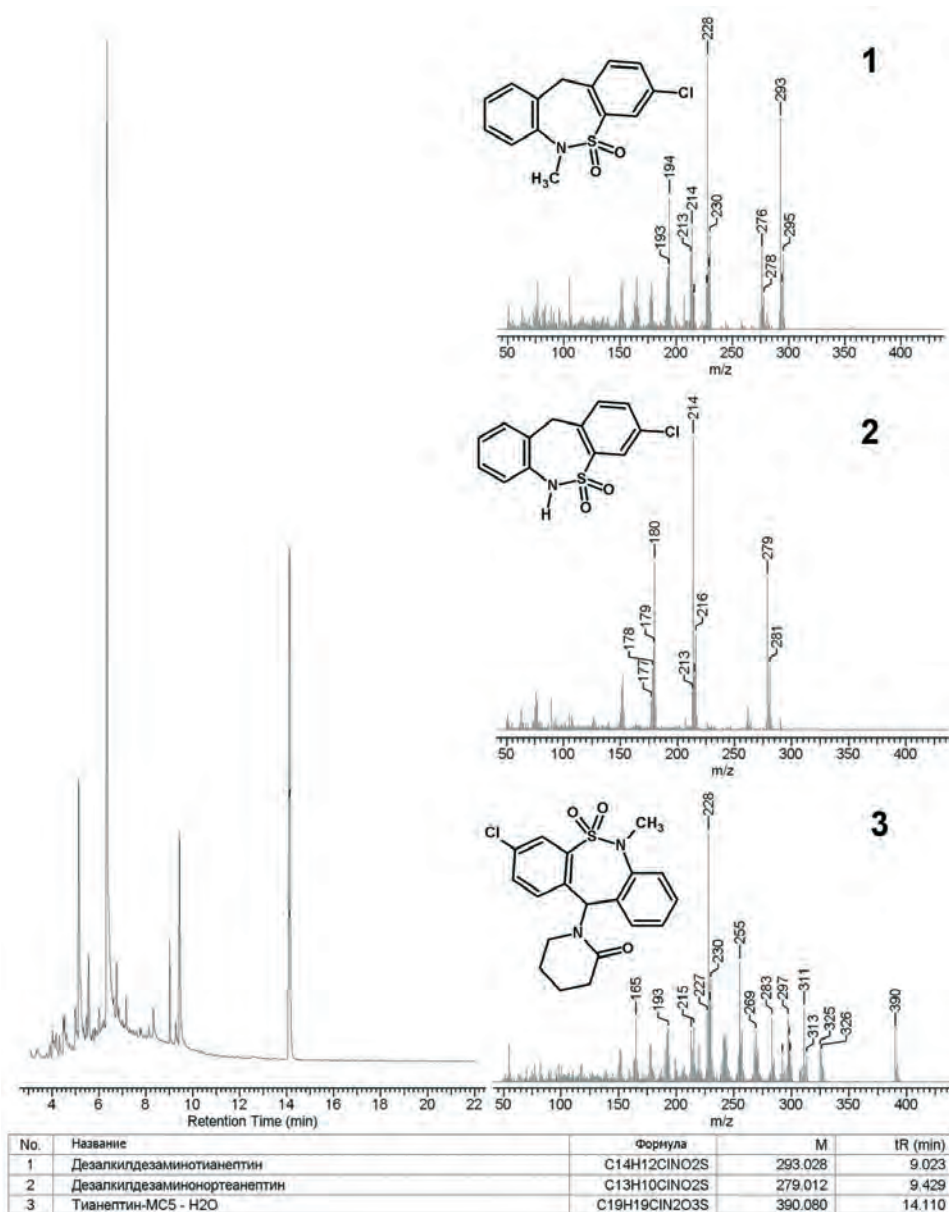 1
228
293
194
214
230
213
193
276
278
295
Cl
N
S
O
O
H3C
50 100 150 200 250 300 350 400
m/z
2
214
180
279
216
179
178
177
213
281
Cl
N
S
O
O
H
50 100 150 200 250 300 350 400
m/z
3
228
255
230
165
193
215
227
269
283
297
311
313
325
326
390
O
O
Cl
S
N
CH3
N
O
50 100 150 200 250 300 350 400
m/z
4 6 8 10 12 14 16 18 20 22
Retention Time (min)
No. Название Формула M tR (min)
1 Дезалкилдезаминотианептин C14H12ClNO2S 293.028 9.023
2 Дезалкилдезаминонортеанептин C13H10ClNO2S 279.012 9.429
3 Тианептин-МС5 - H2O C19H19ClN2O3S 390.080 14.110